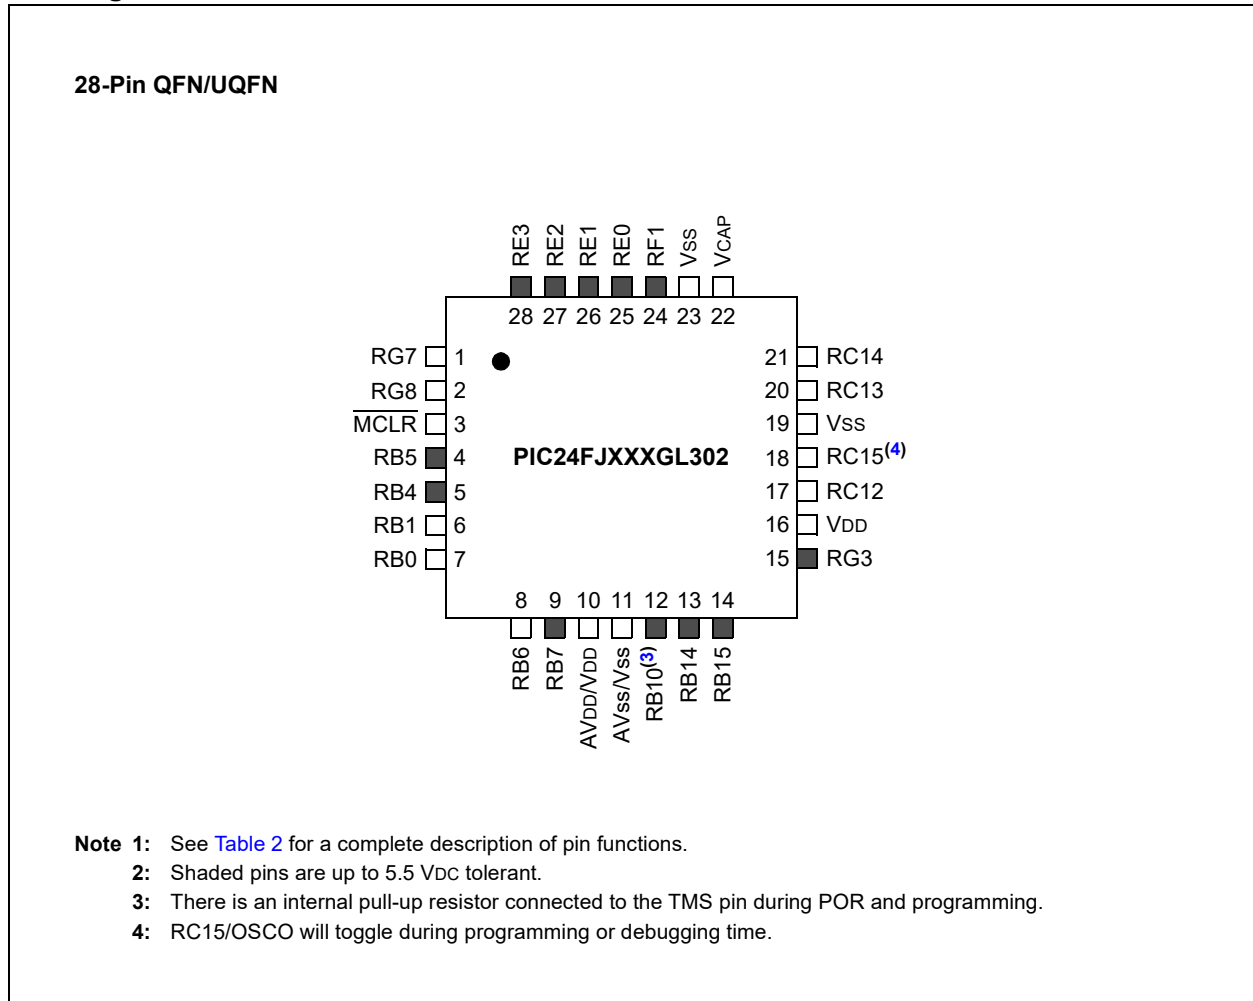 28-Pin QFN/UQFN
RE3
RE2
RE1
RE0
RF1
VSS
VCAP
28 27 26 25 24 23 22
RG7 1
RG8 2
MCLR 3
RB5 4
RB4 5
RB1 6
RB0 7
PIC24FJXXXGL302
21 RC14
20 RC13
19 VSS
18 RC15(4)
17 RC12
16 VDD
15 RG3
8 9 10 11 12 13 14
RB6
RB7
AVDD/VDD
AVSS/VSS
RB10(3)
RB14
RB15
Note 1: See Table 2 for a complete description of pin functions.
2: Shaded pins are up to 5.5 VDC tolerant.
3: There is an internal pull-up resistor connected to the TMS pin during POR and programming.
4: RC15/OSCO will toggle during programming or debugging time.